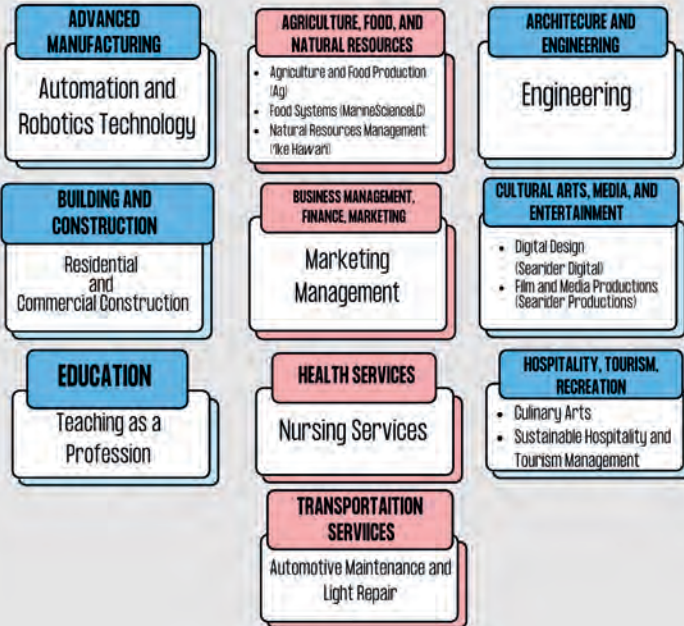 ADVANCED
MANUFACTURING
Automation and
Robotics Technology
AGRICULTURE, FOOD, AND
NATURAL RESOURCES
• Agriculture and Food Production
(Ag)
• Food Systems (MarineScienceLC)
• Natural Resources Management
('Ike Hawai'i)
ARCHITECURE AND
ENGINEERING
Engineering
BUILDING AND
CONSTRUCTION
Residential
and
Commercial Construction
BUSINESS MANAGEMENT,
FINANCE, MARKETING
Marketing
Management
CULTURAL ARTS, MEDIA, AND
ENTERTAINMENT
• Digital Design
(Searider Digital)
• Film and Media Productions
(Searider Productions)
EDUCATION
Teaching as a
Profession
HEALTH SERVICES
Nursing Services
HOSPITALITY, TOURISM,
RECREATION
• Culinary Arts
• Sustainable Hospitality and
Tourism Management
TRANSPORTAITION
SERVIICES
Automotive Maintenance and
Light Repair